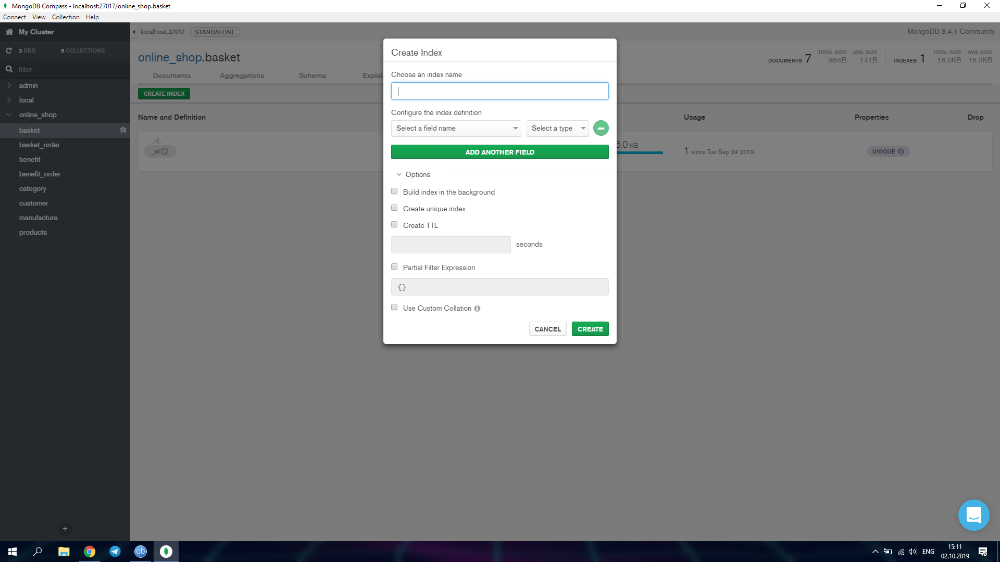 MongoDB Compass - localhost:27017/online_shop.basket
Connect View Collection Help
My Cluster
3 DBS 9 COLLECTIONS
filter
admin
local
online_shop
basket
basket_order
benefit
benefit_order
category
customer
manufacture
products
localhost:27017 STANDALONE
MongoDB 3.4.1 Community
online_shop.basket
DOCUMENTS 7 TOTAL SIZE 984B AVG. SIZE 141B INDEXES 1 TOTAL SIZE 16.0KB AVG. SIZE 16.0KB
Documents Aggregations Schema Explai
CREATE INDEX
Name and Definition Usage Properties Drop
_id_
_id
6.0 KB
1 since Tue Sep 24 2019
UNIQUE
Create Index
Choose an index name
Configure the index definition
Select a field name Select a type
ADD ANOTHER FIELD
Options
Build index in the background
Create unique index
Create TTL
seconds
Partial Filter Expression
{}
Use Custom Collation
CANCEL CREATE
qb
ENG
15:11
02.10.2019